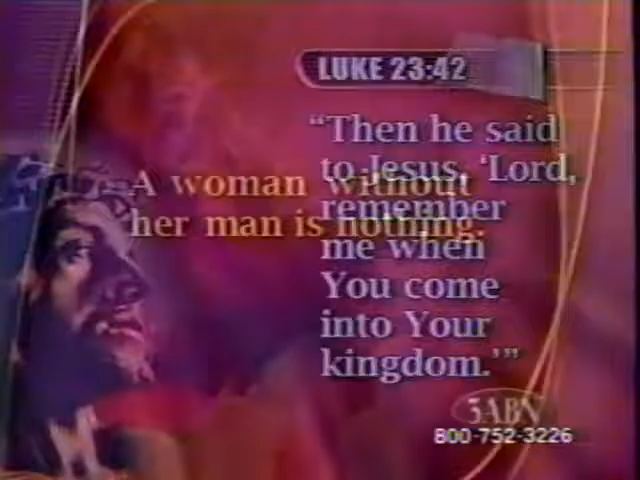 LUKE 23:42
"Then he said
to Jesus, 'Lord,
remember
me when
You come
into Your
kingdom.'"
A woman without
her man is nothing.
3ABN
800-752-3226